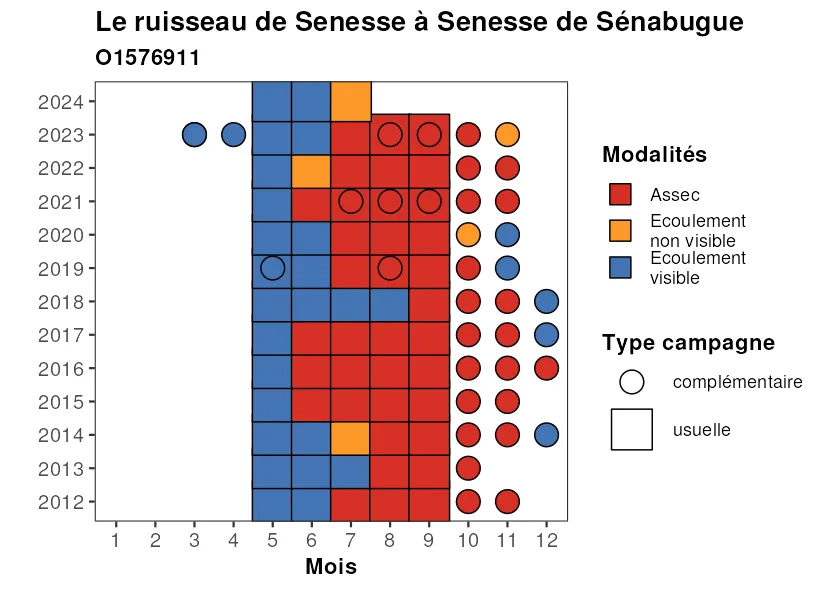 Le ruisseau de Senesse à Senesse de Sénabugue
O1576911
2024
2023
2022
2021
2020
2019
2018
2017
2016
2015
2014
2013
2012
1 2 3 4 5 6 7 8 9 10 11 12
Mois
Modalités
Assec
Ecoulement
non visible
Ecoulement
visible
Type campagne
complémentaire
usuelle